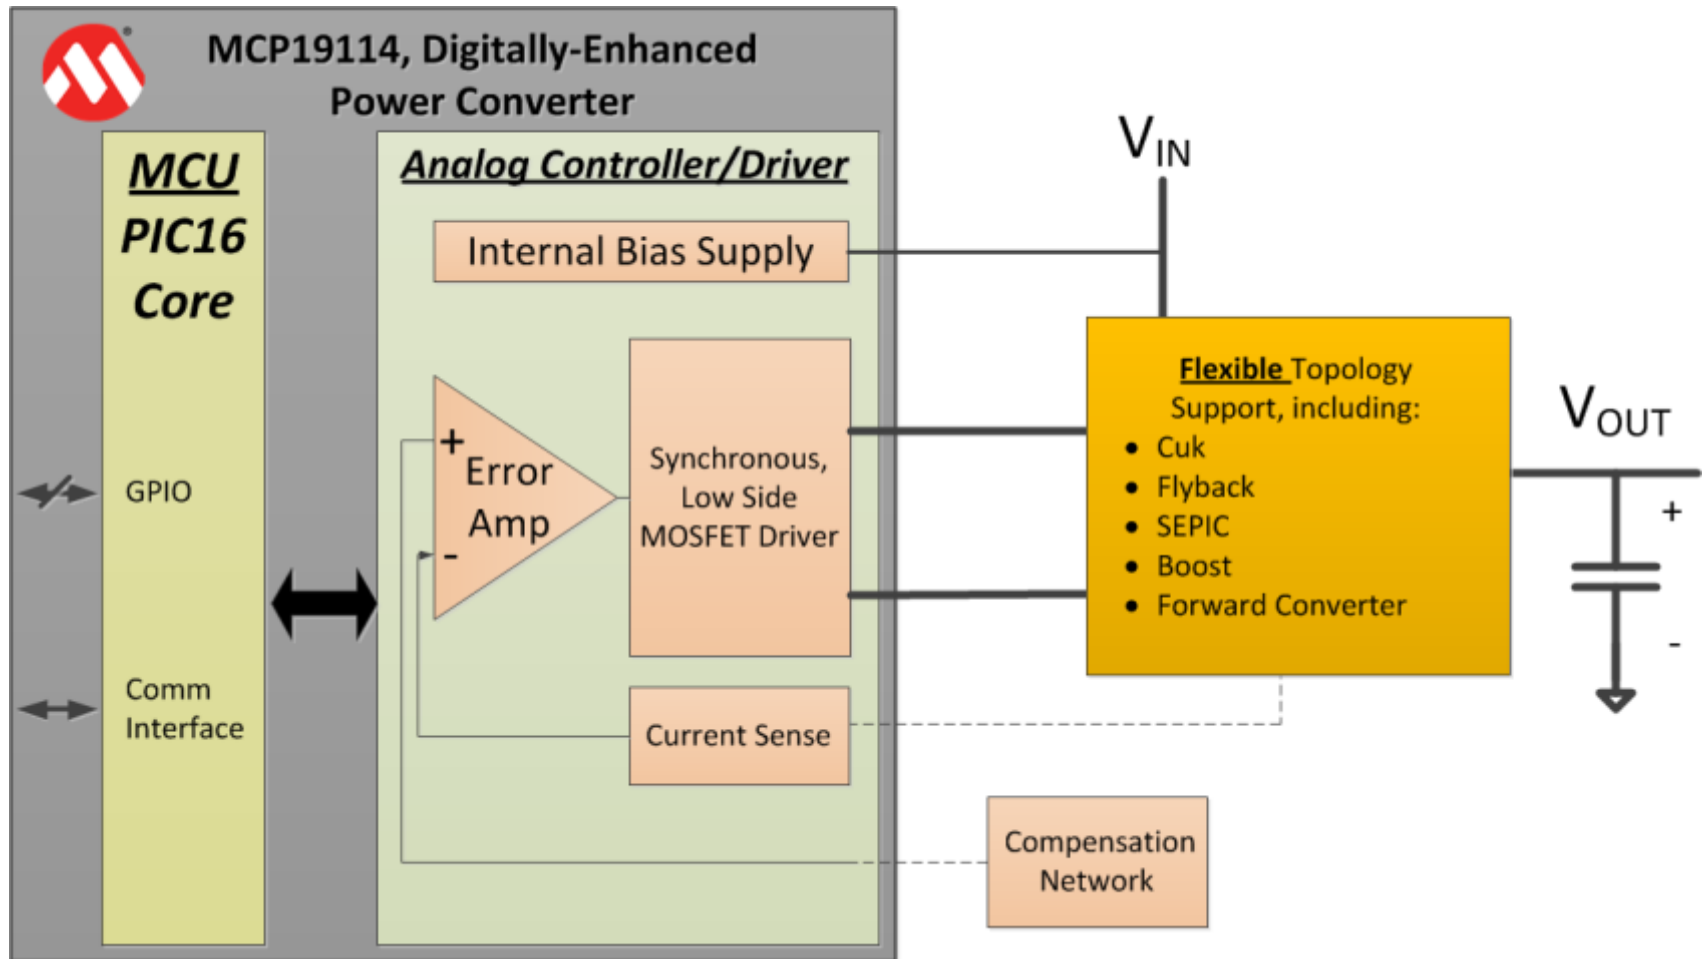 MCP19114, Digitally-Enhanced
Power Converter
®
MCU
PIC16
Core
GPIO
Comm
Interface
Analog Controller/Driver
Internal Bias Supply
+
Error
Amp
-
Synchronous,
Low Side
MOSFET Driver
Current Sense
Compensation
Network
VIN
Flexible Topology
Support, including:
• Cuk
• Flyback
• SEPIC
• Boost
• Forward Converter
VOUT
+
-